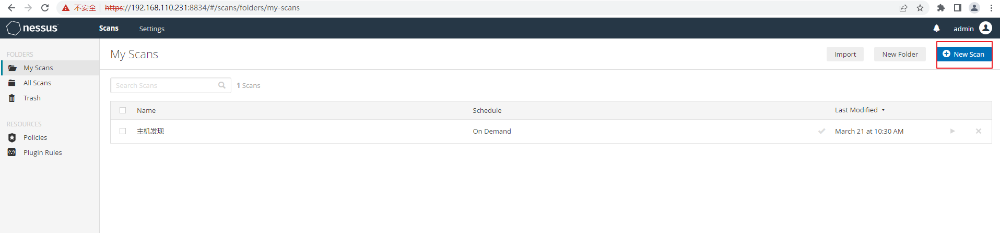 不安全 | https://192.168.110.231:8834/#/scans/folders/my-scans
nessus Scans Settings admin
FOLDERS
My Scans
All Scans
Trash
RESOURCES
Policies
Plugin Rules
My Scans Import New Folder New Scan
Search Scans 1 Scans
Name Schedule Last Modified
主机发现 On Demand March 21 at 10:30 AM